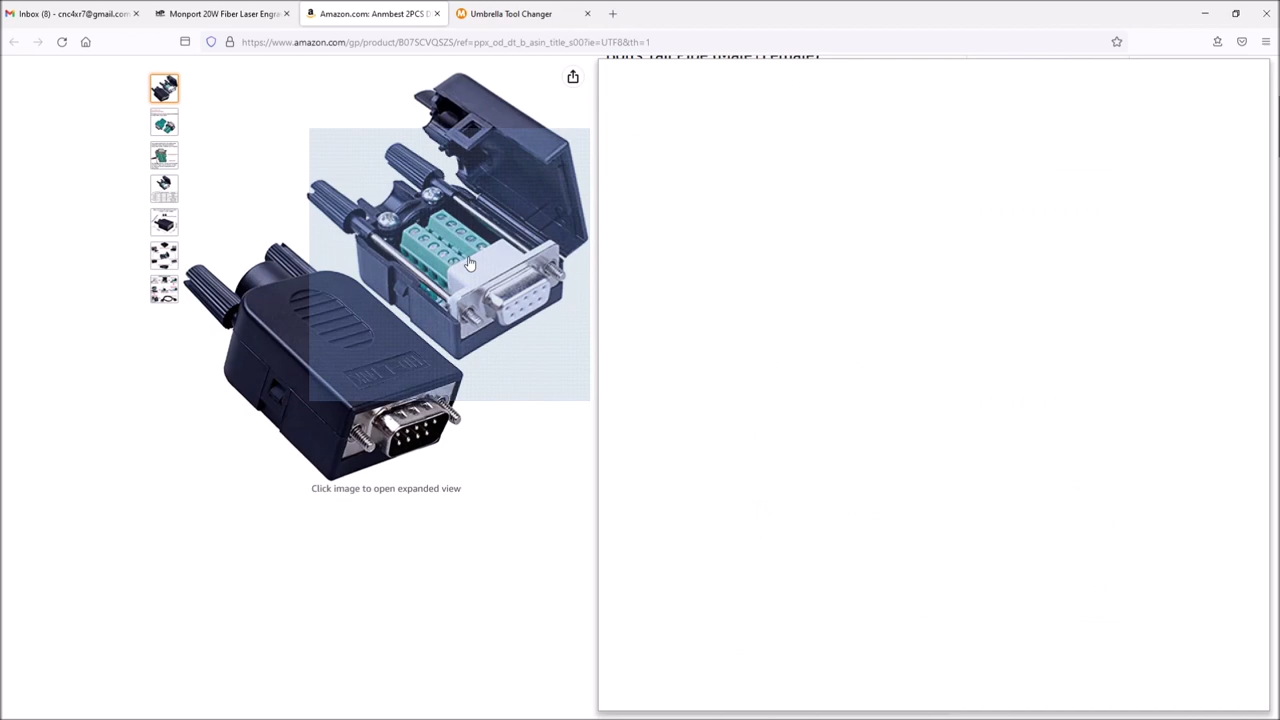 Inbox (9) - cnc4xr7@gmail.com
Monport 20W Fiber Laser Engra
Amazon.com: Anmbest 2PCS D
Umbrella Tool Changer
https://www.amazon.com/gp/product/B07SCVQSZS/ref=ppx_od_dt_b_asin_title_s00?ie=UTF8&th=1
Click image to open expanded view